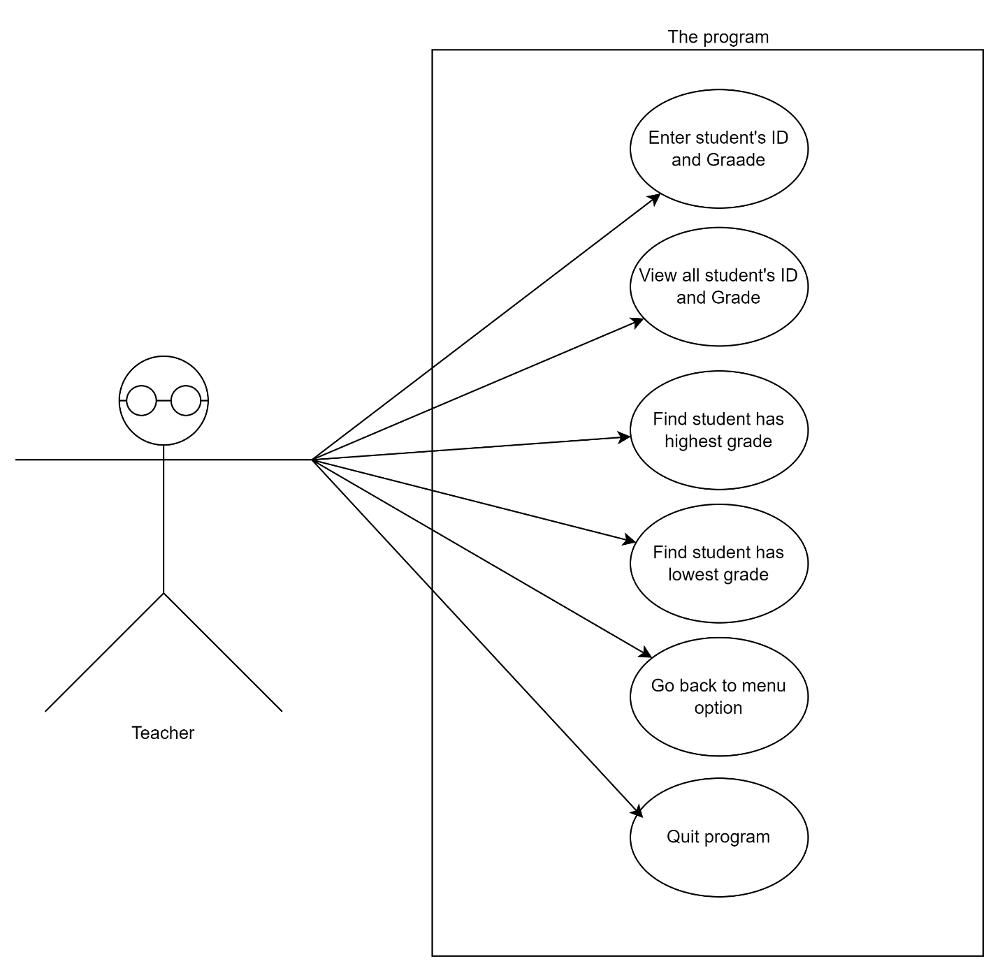 The program
Enter student's ID
and Graade
View all student's ID
and Grade
Find student has
highest grade
Find student has
lowest grade
Go back to menu
option
Teacher
Quit program